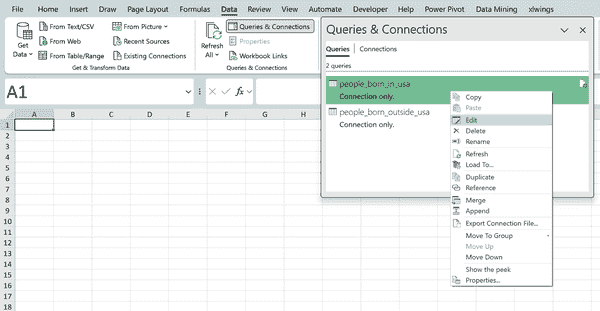 File Home Insert Draw Page Layout Formulas Data Review View Automate Developer Help Power Pivot Data Mining xlwings
Get Data
From Text/CSV
From Web
From Table/Range
From Picture
Recent Sources
Existing Connections
Get & Transform Data
Refresh All
Queries & Connections
Properties
Workbook Links
Queries & Connections
A1
fx
A B C D E F G H
1
2
3
4
5
6
7
8
9
10
11
12
13
14
15
16
17
18
Queries & Connections
Queries Connections
2 queries
people_born_in_usa
Connection only.
people_born_outside_usa
Connection only.
Copy
Paste
Edit
Delete
Rename
Refresh
Load To...
Duplicate
Reference
Merge
Append
Export Connection File...
Move To Group
Move Up
Move Down
Show the peek
Properties...